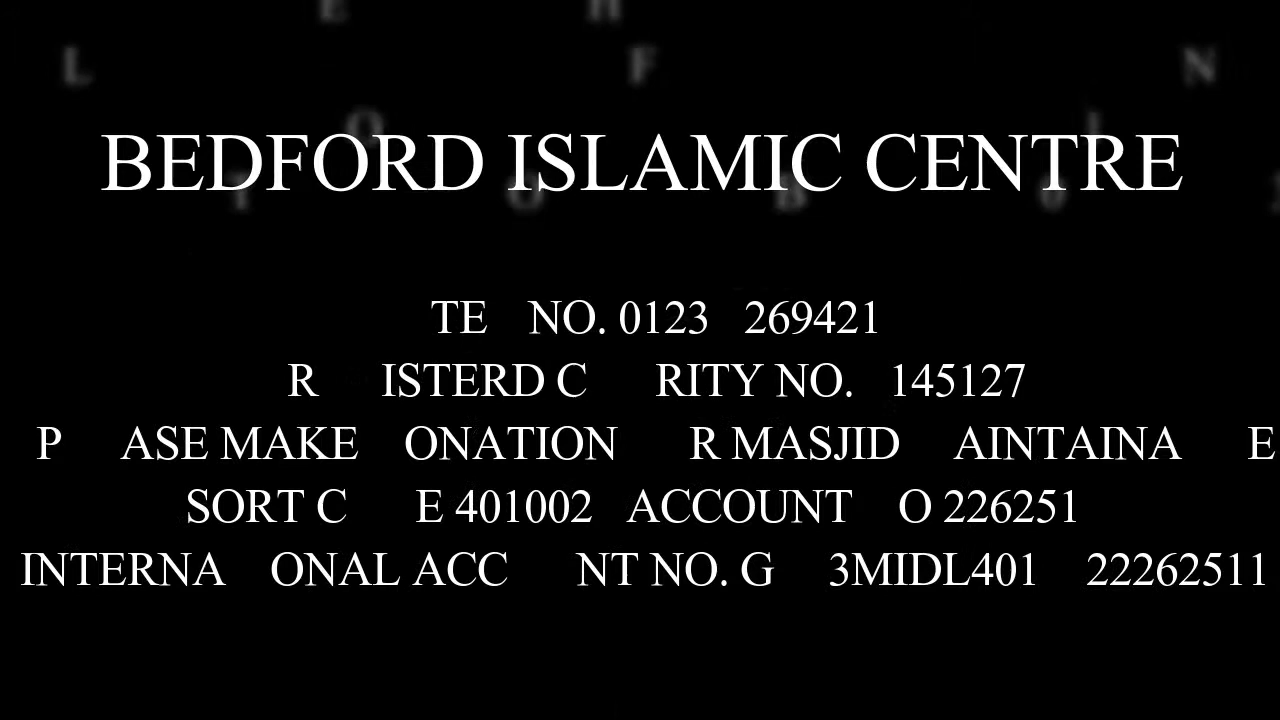 BEDFORD ISLAMIC CENTRE
TE NO. 0123 269421
R ISTERD C RITY NO. 145127
P ASE MAKE ONATION R MASJID AINTAINA E
SORT C E 401002 ACCOUNT O 226251
INTERNA ONAL ACC NT NO. G 3MIDL401 22262511